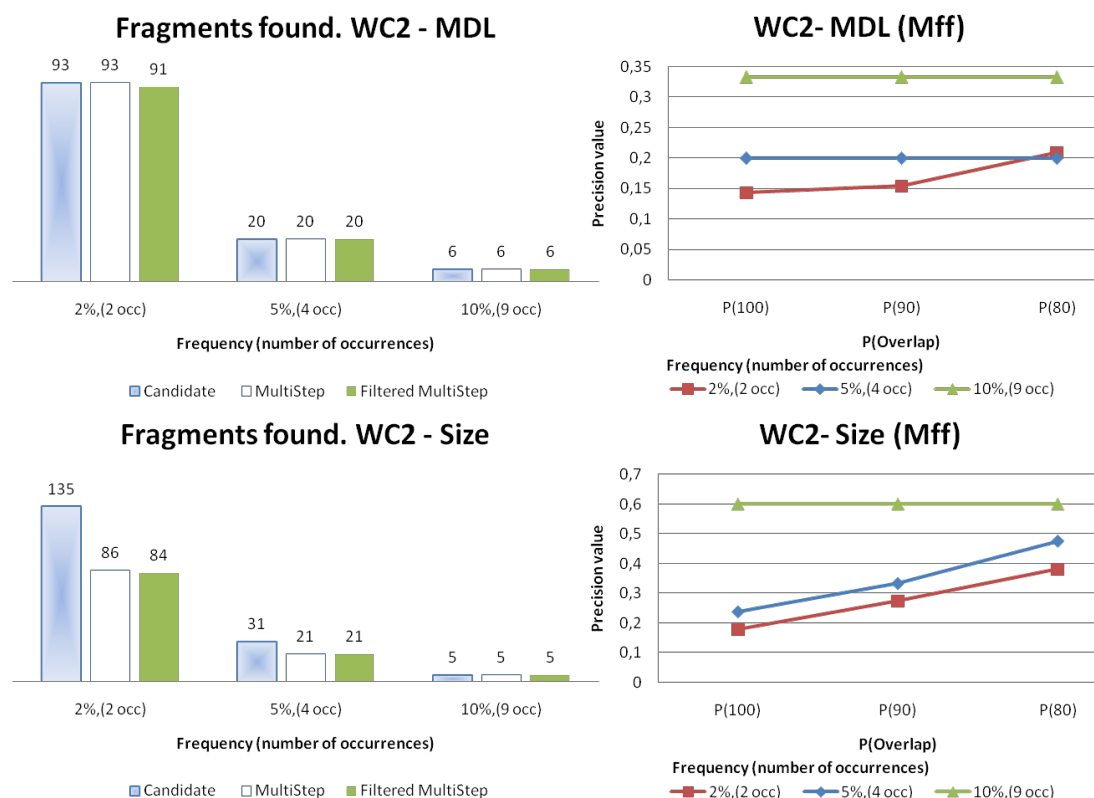 Fragments found. WC2 - MDL
93 93 91
20 20 20
6 6 6
2%,(2 occ) 5%,(4 occ) 10%,(9 occ)
Frequency (number of occurrences)
Candidate MultiStep Filtered MultiStep
WC2- MDL (Mff)
Precision value
0,35
0,3
0,25
0,2
0,15
0,1
0,05
0
P(100) P(90) P(80)
P(Overlap)
Frequency (number of occurrences)
2%,(2 occ) 5%,(4 occ) 10%,(9 occ)
Fragments found. WC2 - Size
135 86 84
31 21 21
5 5 5
2%,(2 occ) 5%,(4 occ) 10%,(9 occ)
Frequency (number of occurrences)
Candidate MultiStep Filtered MultiStep
WC2- Size (Mff)
Precision value
0,7
0,6
0,5
0,4
0,3
0,2
0,1
0
P(100) P(90) P(80)
P(Overlap)
Frequency (number of occurrences)
2%,(2 occ) 5%,(4 occ) 10%,(9 occ)